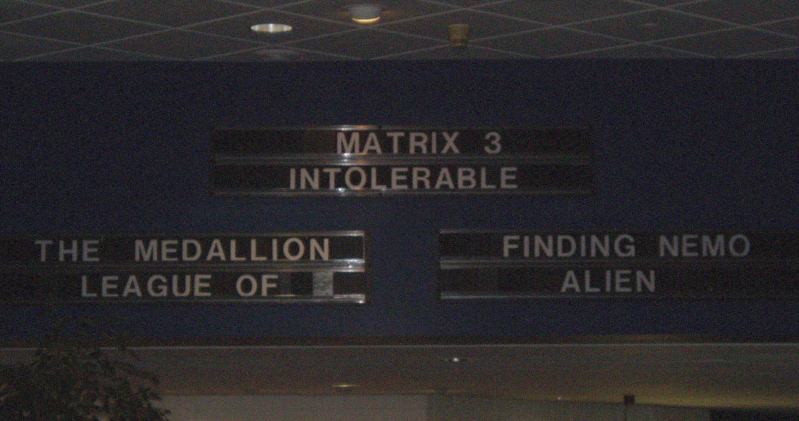 MATRIX 3
INTOLERABLE
THE MEDALLION
LEAGUE OF
FINDING NEMO
ALIEN